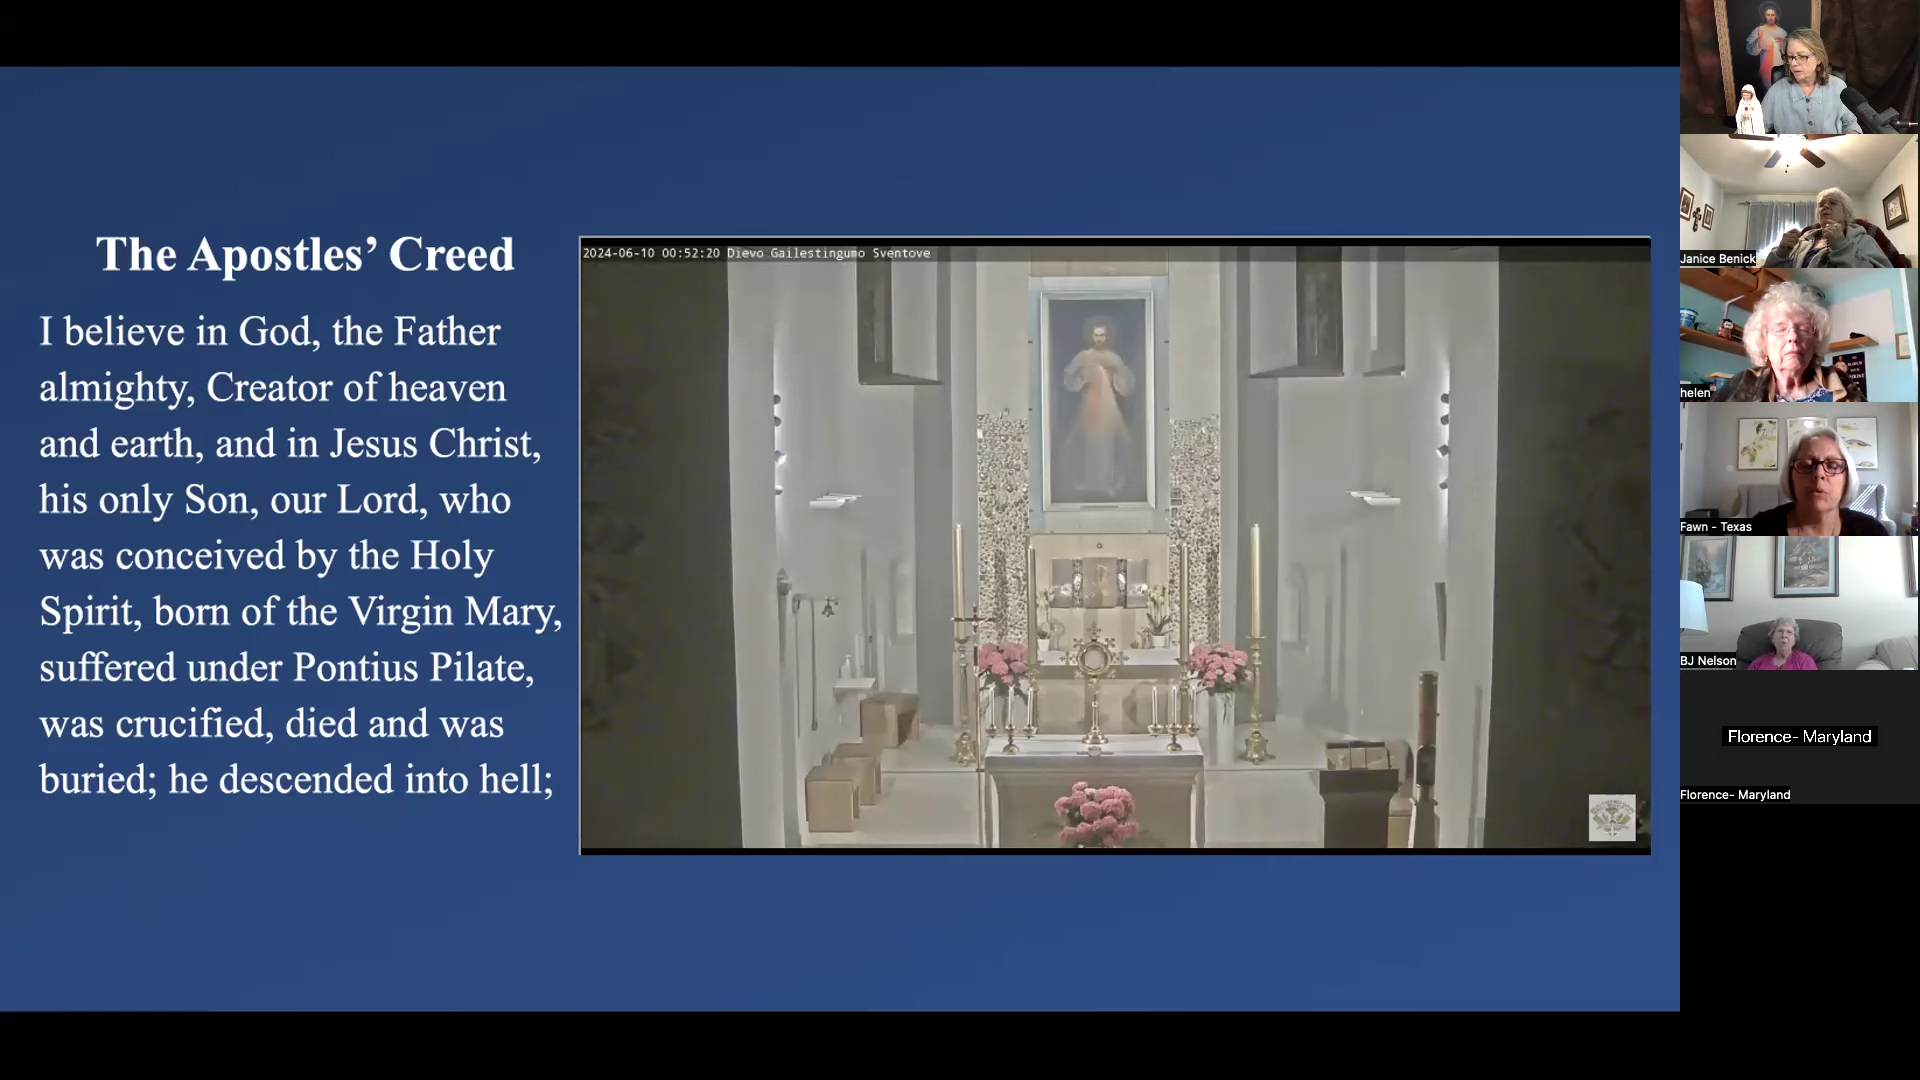 The Apostles’ Creed
I believe in God, the Father
almighty, Creator of heaven
and earth, and in Jesus Christ,
his only Son, our Lord, who
was conceived by the Holy
Spirit, born of the Virgin Mary,
suffered under Pontius Pilate,
was crucified, died and was
buried; he descended into hell;
2024-06-10 00:52:20 Dievo Gailestingumo Sventove
Janice Benick
helen
Fawn - Texas
BJ Nelson
Florence- Maryland
Florence- Maryland